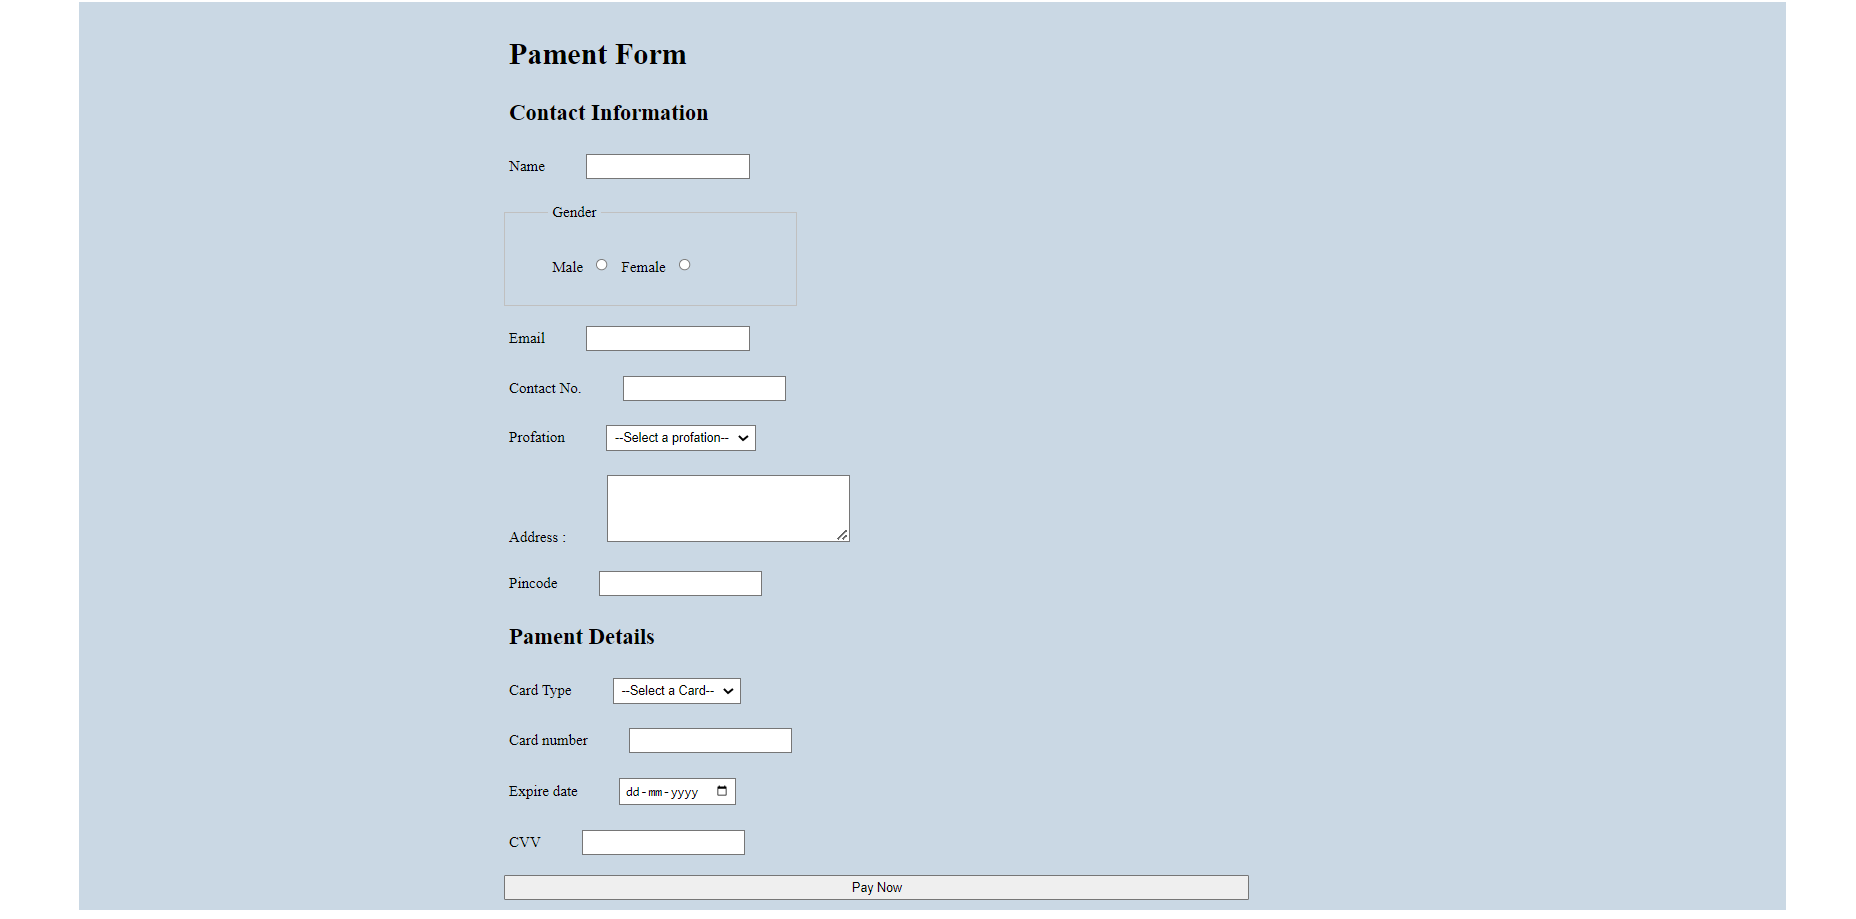 Pament Form
Contact Information
Name
Gender
Male Female
Email
Contact No.
Profation --Select a profation--
Address :
Pincode
Pament Details
Card Type --Select a Card--
Card number
Expire date dd-mm-yyyy
CVV
Pay Now